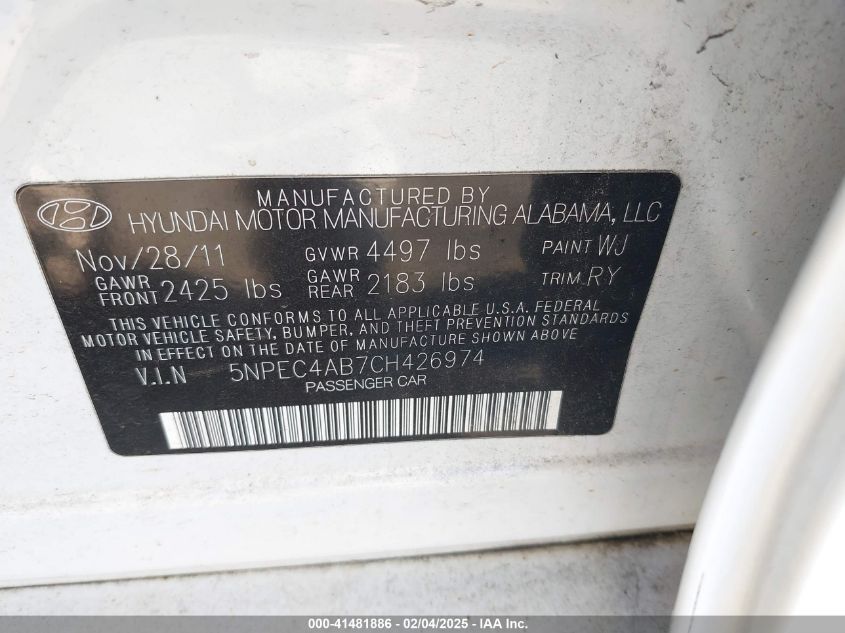 MANUFACTURED BY
HYUNDAI MOTOR MANUFACTURING ALABAMA, LLC
Nov/28/11 GVWR 4497 lbs PAINT WJ
GAWR FRONT 2425 lbs GAWR REAR 2183 lbs TRIM RY
THIS VEHICLE CONFORMS TO ALL APPLICABLE U.S.A. FEDERAL
MOTOR VEHICLE SAFETY, BUMPER, AND THEFT PREVENTION STANDARDS
IN EFFECT ON THE DATE OF MANUFACTURE SHOWN ABOVE
V.I.N 5NPEC4AB7CH426974
PASSENGER CAR
000-41481886 - 02/04/2025 - IAA Inc.